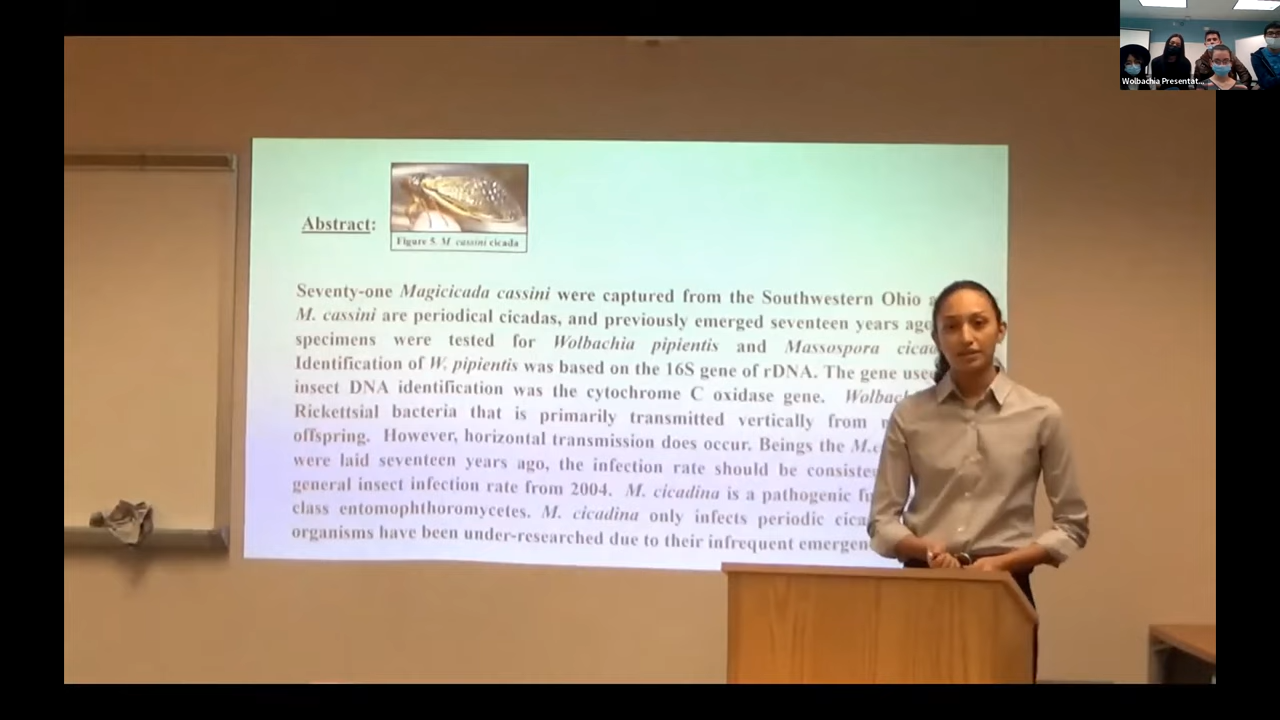 Wolbachia Presentat...
Abstract:
Figure 5. M cassini cicada
Seventy-one Magicicada cassini were captured from the Southwestern Ohio
M. cassini are periodical cicadas, and previously emerged seventeen years ago
specimens were tested for Wolbachia pipientis and Massospora
Identification of W. pipientis was based on the 16S gene of rDNA. The gene
insect DNA identification was the cytochrome C oxidase gene.
Rickettsial bacteria that is primarily transmitted vertically from
offspring. However, horizontal transmission does occur. Beings the
were laid seventeen years ago, the infection rate should be
general insect infection rate from 2004. M. cicadina is a pathogenic
class entomophthoromycetes. M. cicadina only infects periodic
organisms have been under-researched due to their infrequent